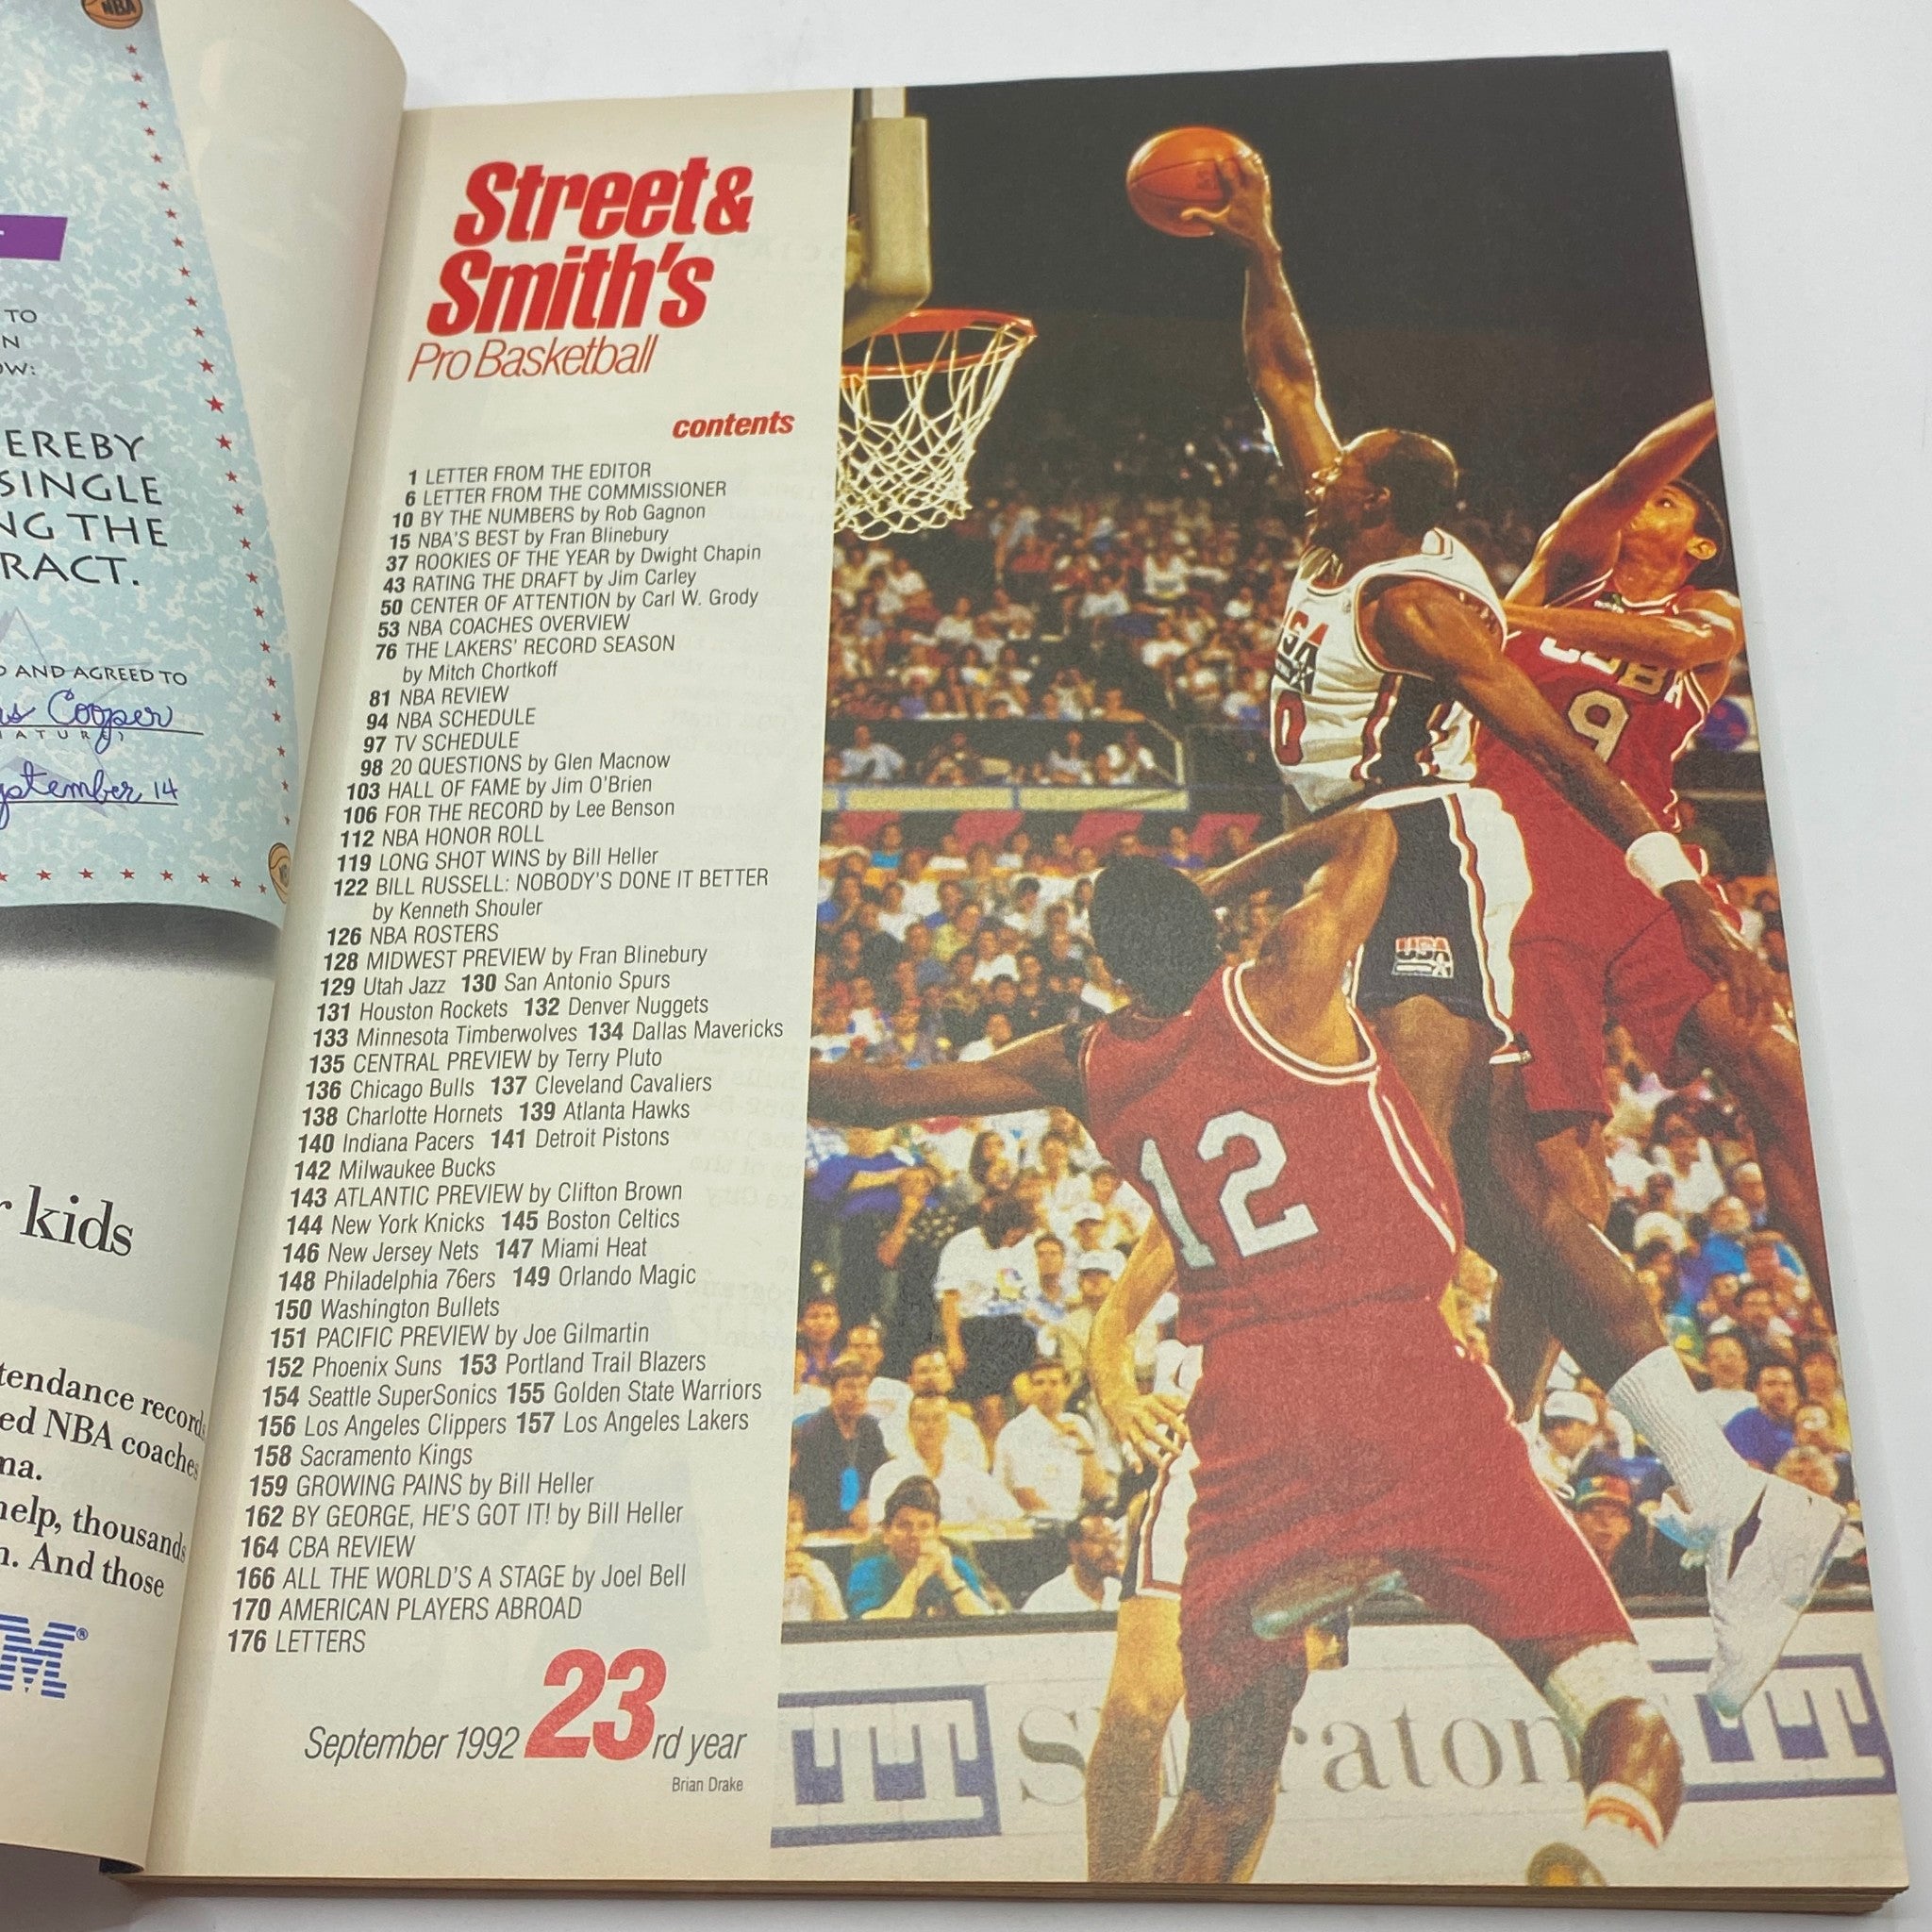 NBA
TO
EREBY
SINGLE
NG THE
RACT.
AND AGREED TO
Cooper
14
kids
tendance records
ed NBA coaches
help, thousands
And those
Street&
Smith's
Pro Basketball
contents
1 LETTER FROM THE EDITOR
6 LETTER FROM THE COMMISSIONER
10 BY THE NUMBERS by Rob Gagnon
15 NBA'S BEST by Fran Blinebury
37 ROOKIES OF THE YEAR by Dwight Chapin
43 RATING THE DRAFT by Jim Carley
50 CENTER OF ATTENTION by Carl W. Grody
53 NBA COACHES OVERVIEW
76 THE LAKERS' RECORD SEASON
by Mitch Chortkoff
81 NBA REVIEW
94 NBA SCHEDULE
97 TV SCHEDULE
98 20 QUESTIONS by Glen Macnow
103 HALL OF FAME by Jim O'Brien
106 FOR THE RECORD by Lee Benson
112 NBA HONOR ROLL
119 LONG SHOT WINS by Bill Heller
122 BILL RUSSELL: NOBODY'S DONE IT BETTER
by Kenneth Shouler
126 NBA ROSTERS
128 MIDWEST PREVIEW by Fran Blinebury
129 Utah Jazz 130 San Antonio Spurs
131 Houston Rockets 132 Denver Nuggets
133 Minnesota Timberwolves 134 Dallas Mavericks
135 CENTRAL PREVIEW by Terry Pluto
136 Chicago Bulls 137 Cleveland Cavaliers
138 Charlotte Hornets 139 Atlanta Hawks
140 Indiana Pacers 141 Detroit Pistons
142 Milwaukee Bucks
143 ATLANTIC PREVIEW by Clifton Brown
144 New York Knicks 145 Boston Celtics
146 New Jersey Nets 147 Miami Heat
148 Philadelphia 76ers 149 Orlando Magic
150 Washington Bullets
151 PACIFIC PREVIEW by Joe Gilmartin
152 Phoenix Suns 153 Portland Trail Blazers
154 Seattle SuperSonics 155 Golden State Warriors
156 Los Angeles Clippers 157 Los Angeles Lakers
158 Sacramento Kings
159 GROWING PAINS by Bill Heller
162 BY GEORGE, HE'S GOT IT! by Bill Heller
164 CBA REVIEW
166 ALL THE WORLD'S A STAGE by Joel Bell
170 AMERICAN PLAYERS ABROAD
176 LETTERS
September 1992 23rd year
Brian Drake
USA
9
USA
12